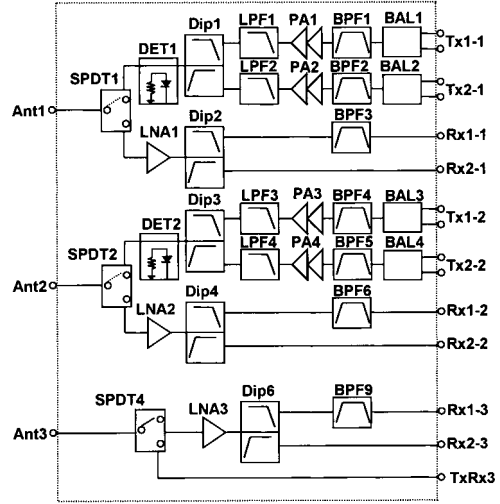 Dip1 LPF1 PA1 BPF1 BAL1
DET1 Tx1-1
SPDT1 LPF2 PA2 BPF2 BAL2
Tx2-1
Ant1 LNA1 Dip2 BPF3
Rx1-1
Rx2-1
Dip3 LPF3 PA3 BPF4 BAL3
DET2 Tx1-2
SPDT2 LPF4 PA4 BPF5 BAL4
Tx2-2
Ant2 LNA2 Dip4 BPF6
Rx1-2
Rx2-2
SPDT4 LNA3 Dip6 BPF9
Rx1-3
Ant3
Rx2-3
TxRx3